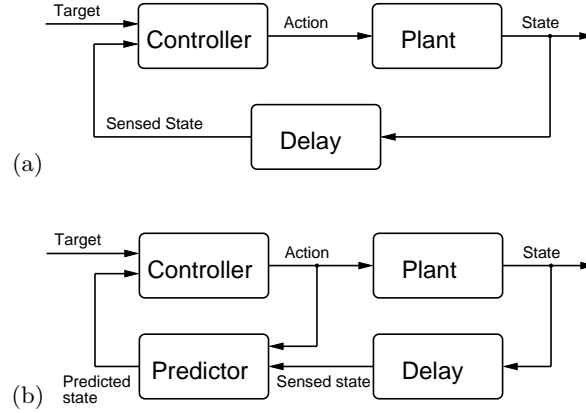 Target
Controller
Action
Plant
State
Sensed State
Delay
(a)
Target
Controller
Action
Plant
State
Predicted
state
Predictor
Sensed state
Delay
(b)